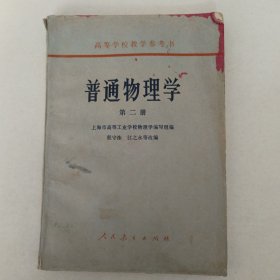 高等学校教学参考书
普通物理学
第二册
上海市高等工业学校物理学编写组编
程守洙 江之永等改编
人民教育出版社